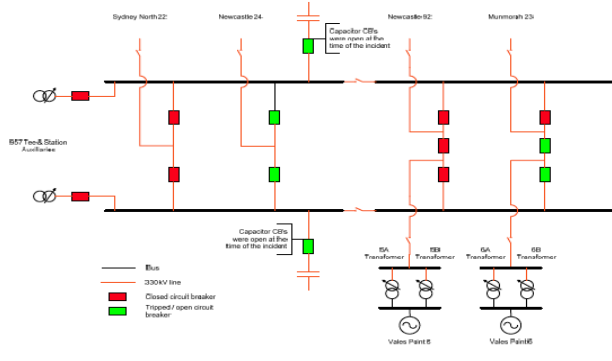 Sydney North 22
Newcastle 24
Newcastle 92
Munmorah 23
Capacitor CB's
were open at the
time of the incident
957 Tee & Station
Auxiliaries
Capacitor CB's
were open at the
time of the incident
5A
Transformer
5B
Transformer
6A
Transformer
6B
Transformer
Bus
330kV line
Closed circuit breaker
Tripped / open circuit
breaker
Vales Point 5
Vales Point 6